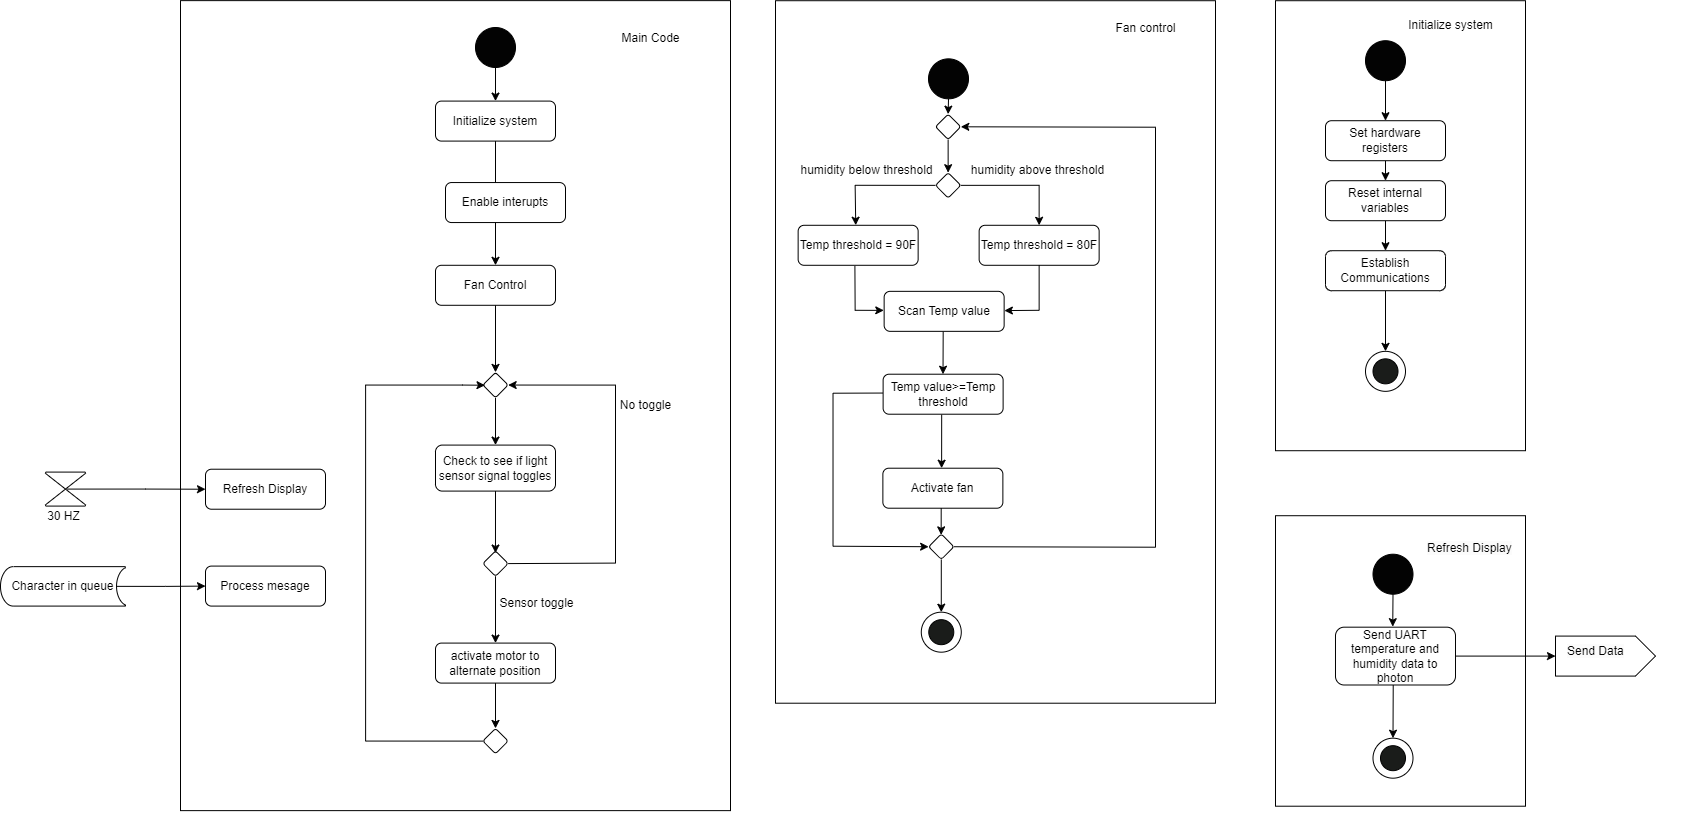 Main Code
Initialize system
Enable interupts
Fan Control
No toggle
Check to see if light
sensor signal toggles
Sensor toggle
activate motor to
alternate position
30 HZ
Refresh Display
Character in queue
Process mesage
Fan control
humidity below threshold
humidity above threshold
Temp threshold = 90F
Temp threshold = 80F
Scan Temp value
Temp value>=Temp
threshold
Activate fan
Initialize system
Set hardware
registers
Reset internal
variables
Establish
Communications
Refresh Display
Send UART
temperature and
humidity data to
photon
Send Data